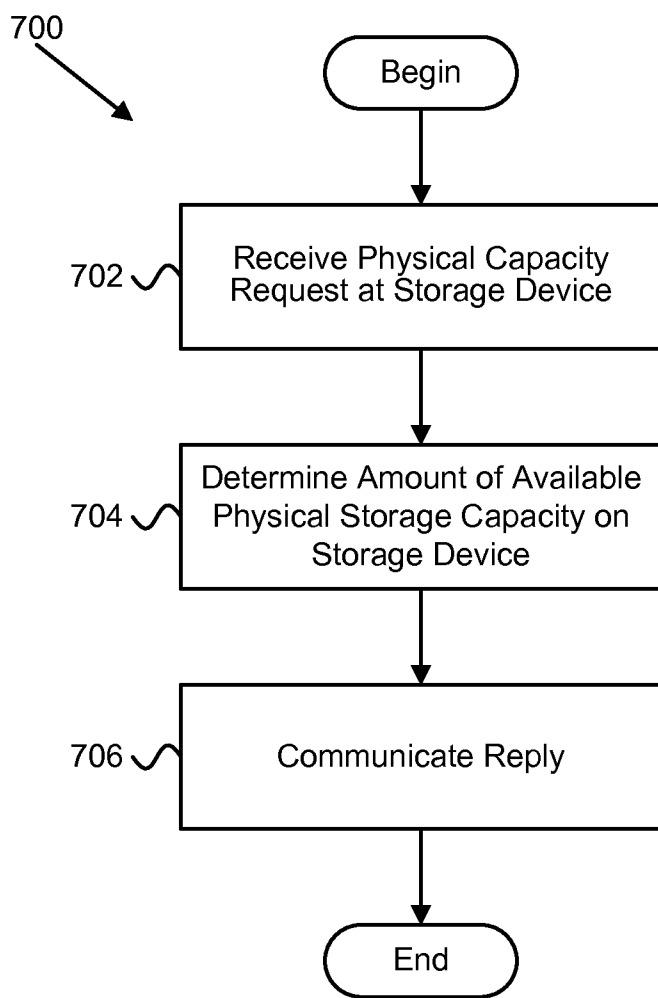 700
Begin
702
Receive Physical Capacity
Request at Storage Device
704
Determine Amount of Available
Physical Storage Capacity on
Storage Device
706
Communicate Reply
End